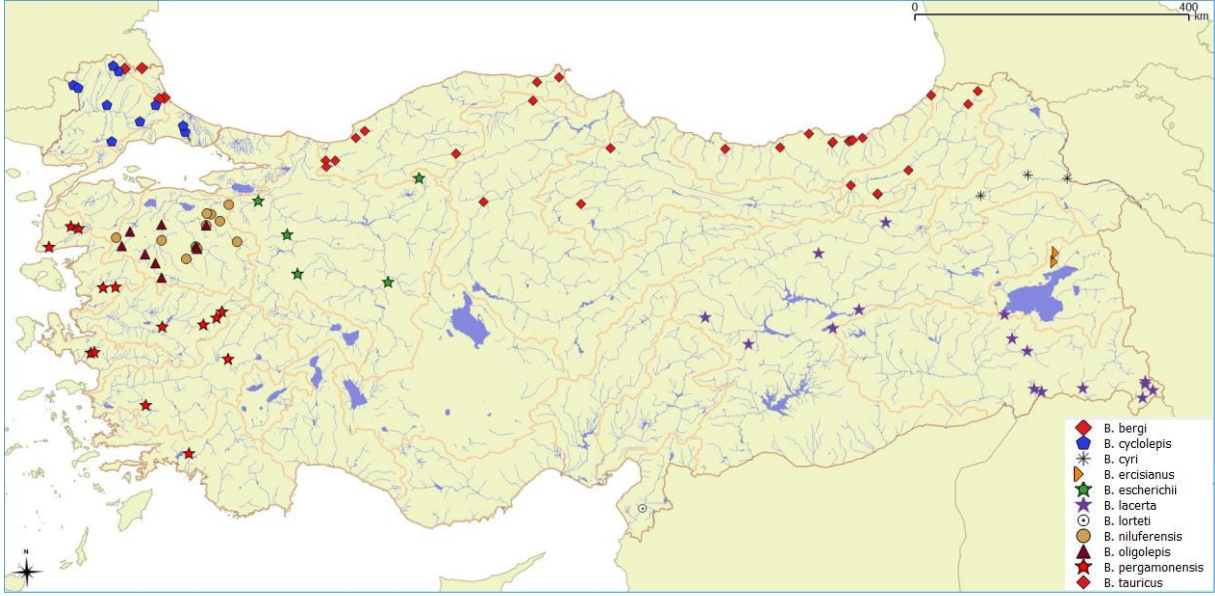 0 400
km
B. bergi
B. cyclolepis
B. cyri
B. ercisianus
B. escherichii
B. lacerta
B. lorteti
B. niluferensis
B. oligolepis
B. pergamonensis
B. tauricus
N